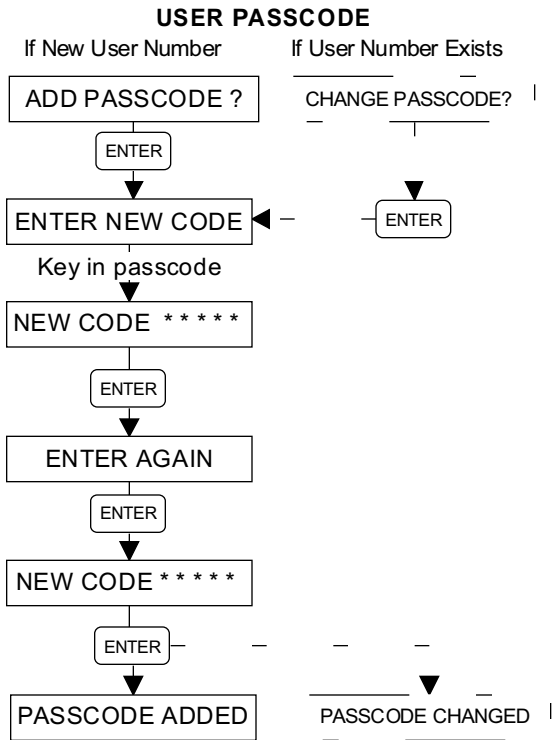 USER PASSCODE
If New User Number
If User Number Exists
ADD PASSCODE ?
CHANGE PASSCODE?
ENTER
ENTER NEW CODE
ENTER
Key in passcode
NEW CODE * * * * *
ENTER
ENTER AGAIN
ENTER
NEW CODE * * * * *
ENTER
PASSCODE ADDED
PASSCODE CHANGED